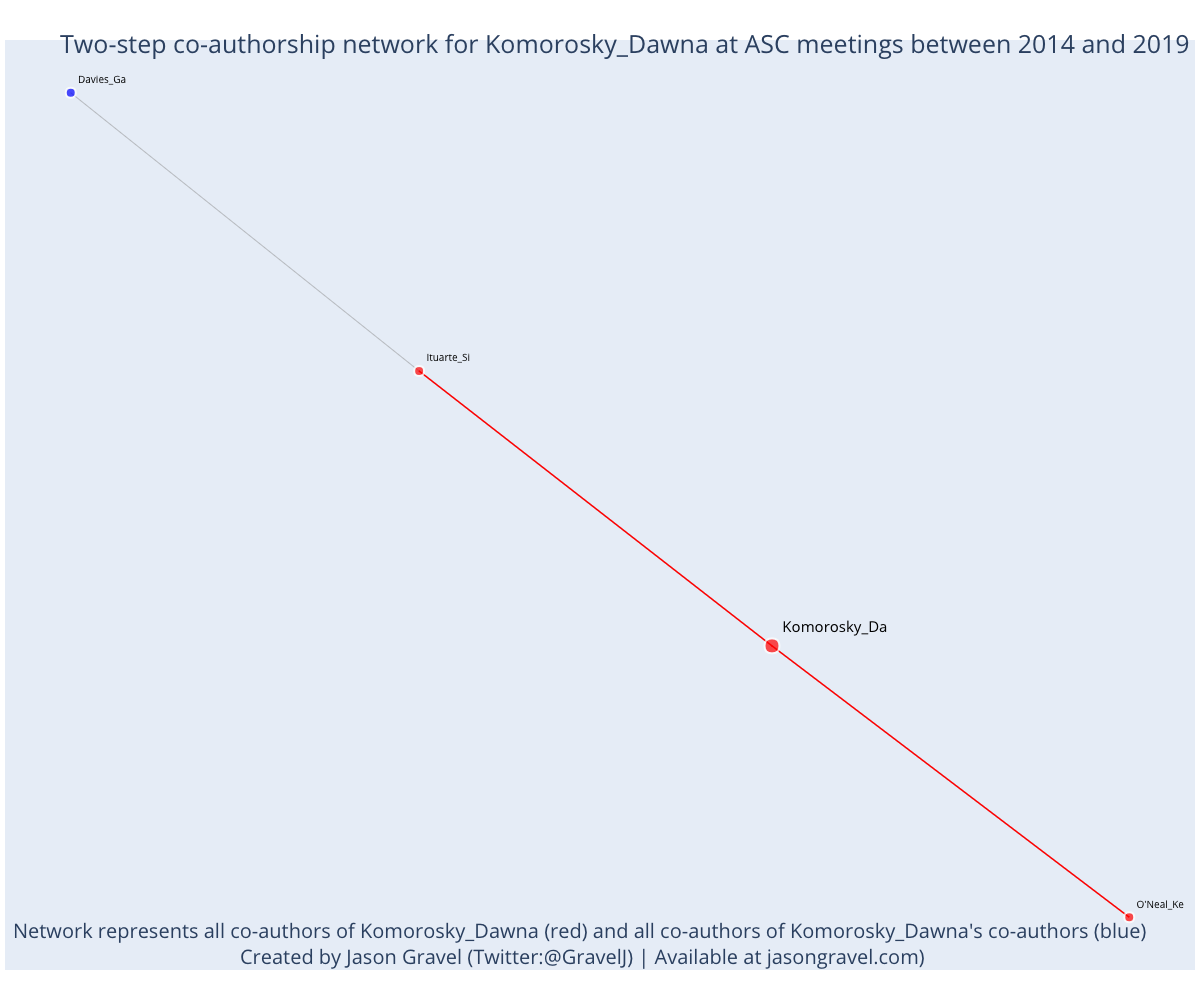 Two-step co-authorship network for Komorosky_Dawna at ASC meetings between 2014 and 2019
Davies_Ga
Ituarte_Si
Komorosky_Da
O'Neal_Ke
Network represents all co-authors of Komorosky_Dawna (red) and all co-authors of Komorosky_Dawna's co-authors (blue)
Created by Jason Gravel (Twitter:@GravelJ) | Available at jasongravel.com)